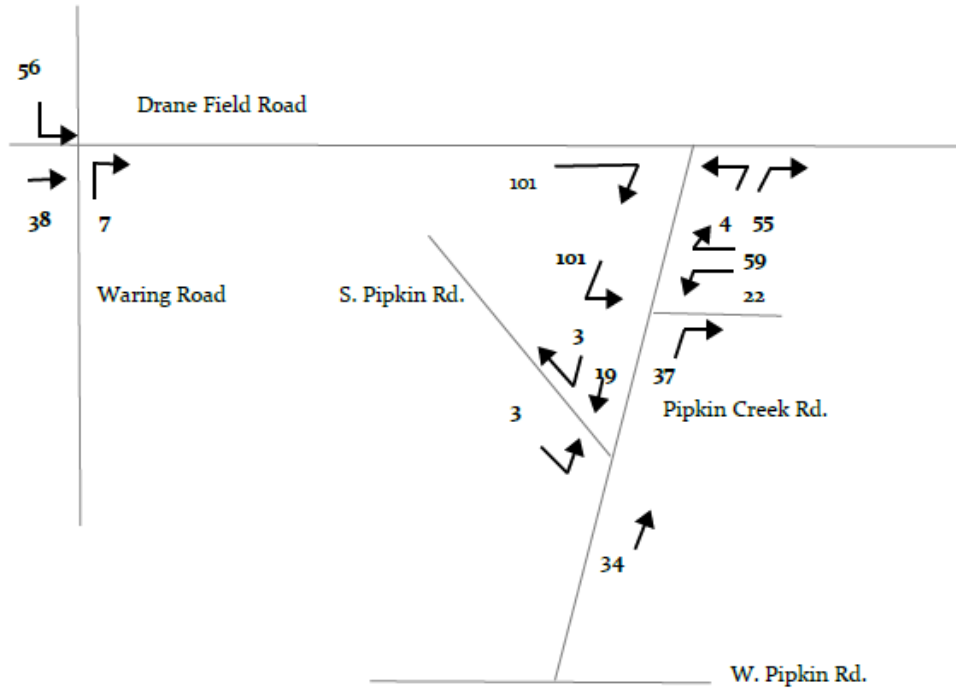 56
Drane Field Road
101
38
7
4
55
101
59
Waring Road
S. Pipkin Rd.
22
3
19
37
3
Pipkin Creek Rd.
34
W. Pipkin Rd.